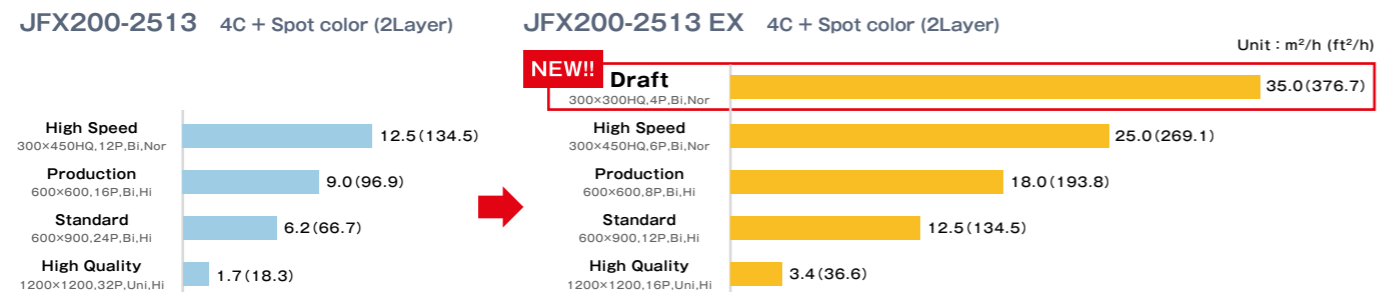 JFX200-2513 4C + Spot color (2Layer)
High Speed
300×450HQ,12P,Bi,Nor
12.5(134.5)
Production
600×600,16P,Bi,Hi
9.0(96.9)
Standard
600×900,24P,Bi,Hi
6.2(66.7)
High Quality
1200×1200,32P,Uni,Hi
1.7(18.3)
JFX200-2513 EX 4C + Spot color (2Layer)
Unit : m²/h (ft²/h)
NEW!!
Draft
300×300HQ,4P,Bi,Nor
35.0(376.7)
High Speed
300×450HQ,6P,Bi,Nor
25.0(269.1)
Production
600×600,8P,Bi,Hi
18.0(193.8)
Standard
600×900,12P,Bi,Hi
12.5(134.5)
High Quality
1200×1200,16P,Uni,Hi
3.4(36.6)